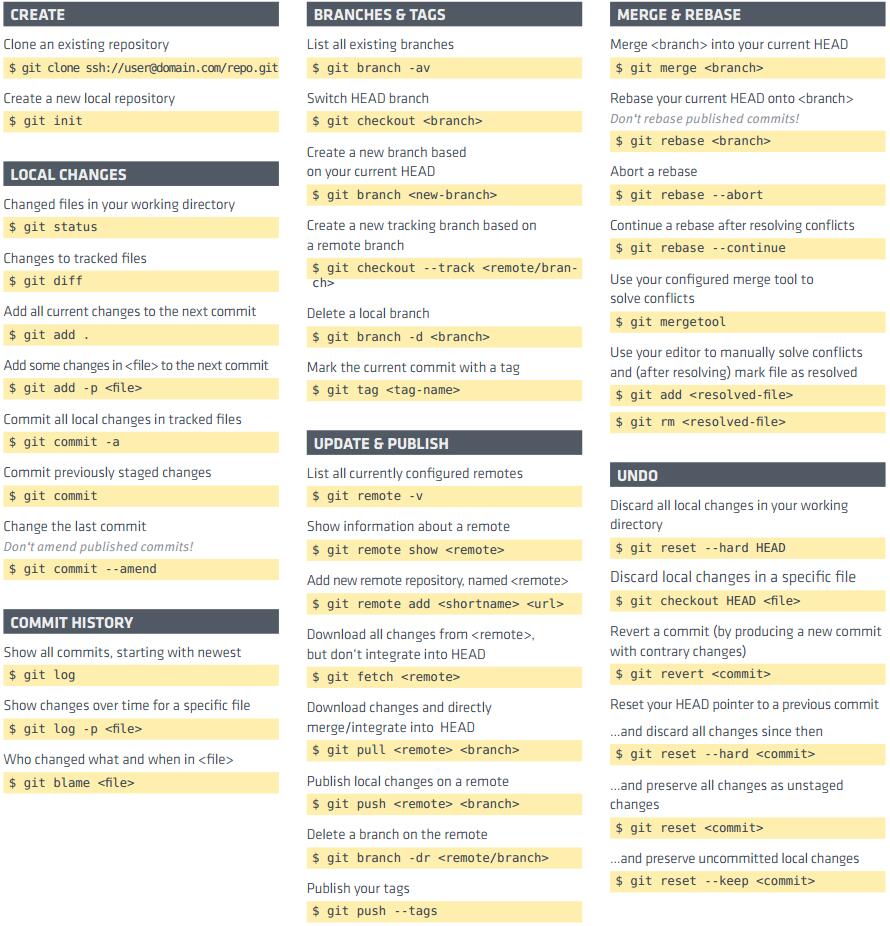 CREATE
Clone an existing repository
$ git clone ssh://user@domain.com/repo.git
Create a new local repository
$ git init
LOCAL CHANGES
Changed files in your working directory
$ git status
Changes to tracked files
$ git diff
Add all current changes to the next commit
$ git add .
Add some changes in <file> to the next commit
$ git add -p <file>
Commit all local changes in tracked files
$ git commit -a
Commit previously staged changes
$ git commit
Change the last commit
Don't amend published commits!
$ git commit --amend
COMMIT HISTORY
Show all commits, starting with newest
$ git log
Show changes over time for a specific file
$ git log -p <file>
Who changed what and when in <file>
$ git blame <file>
BRANCHES & TAGS
List all existing branches
$ git branch -av
Switch HEAD branch
$ git checkout <branch>
Create a new branch based
on your current HEAD
$ git branch <new-branch>
Create a new tracking branch based on
a remote branch
$ git checkout --track <remote/bran-
ch>
Delete a local branch
$ git branch -d <branch>
Mark the current commit with a tag
$ git tag <tag-name>
UPDATE & PUBLISH
List all currently configured remotes
$ git remote -v
Show information about a remote
$ git remote show <remote>
Add new remote repository, named <remote>
$ git remote add <shortname> <url>
Download all changes from <remote>,
but don't integrate into HEAD
$ git fetch <remote>
Download changes and directly
merge/integrate into HEAD
$ git pull <remote> <branch>
Publish local changes on a remote
$ git push <remote> <branch>
Delete a branch on the remote
$ git branch -dr <remote/branch>
Publish your tags
$ git push --tags
MERGE & REBASE
Merge <branch> into your current HEAD
$ git merge <branch>
Rebase your current HEAD onto <branch>
Don't rebase published commits!
$ git rebase <branch>
Abort a rebase
$ git rebase --abort
Continue a rebase after resolving conflicts
$ git rebase --continue
Use your configured merge tool to
solve conflicts
$ git mergetool
Use your editor to manually solve conflicts
and (after resolving) mark file as resolved
$ git add <resolved-file>
$ git rm <resolved-file>
UNDO
Discard all local changes in your working
directory
$ git reset --hard HEAD
Discard local changes in a specific file
$ git checkout HEAD <file>
Revert a commit (by producing a new commit
with contrary changes)
$ git revert <commit>
Reset your HEAD pointer to a previous commit
...and discard all changes since then
$ git reset --hard <commit>
...and preserve all changes as unstaged
changes
$ git reset <commit>
...and preserve uncommitted local changes
$ git reset --keep <commit>